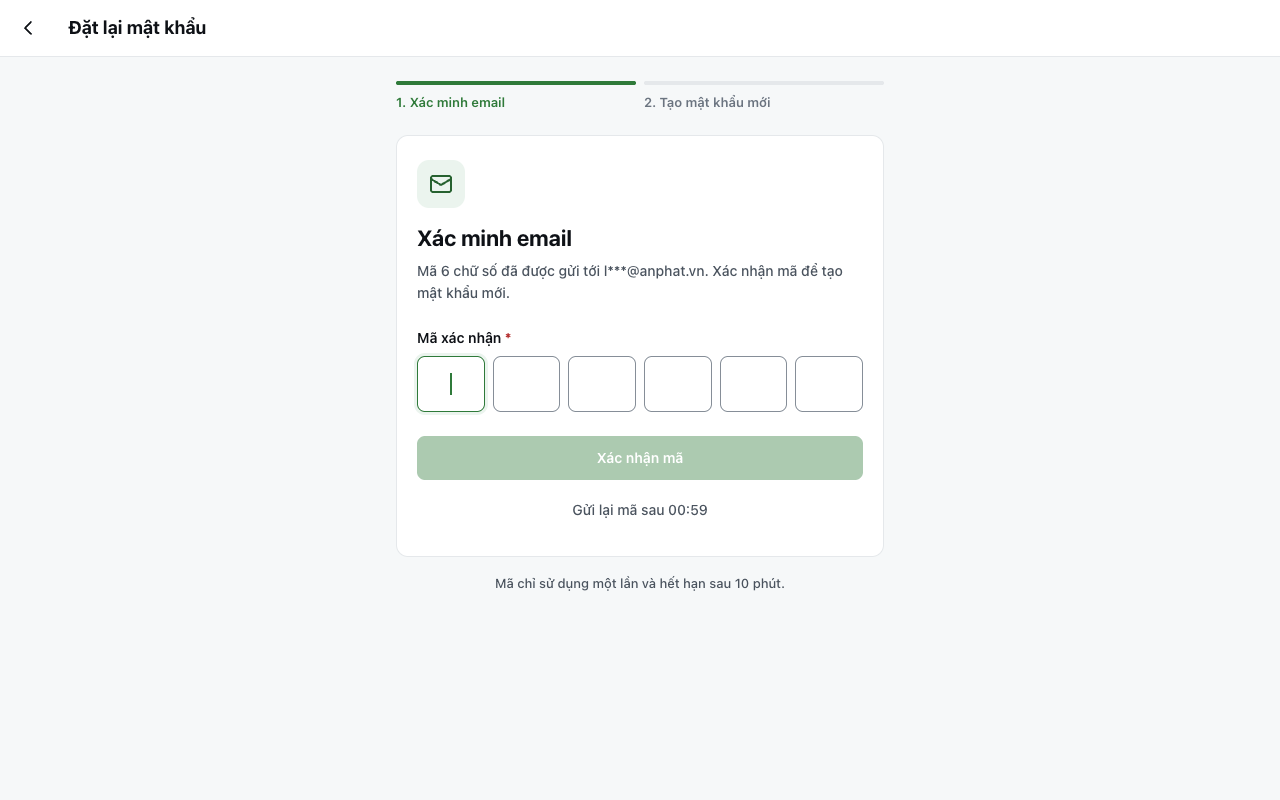 Đặt lại mật khẩu
1. Xác minh email
2. Tạo mật khẩu mới
Xác minh email
Mã 6 chữ số đã được gửi tới l***@anphat.vn. Xác nhận mã để tạo
mật khẩu mới.
Mã xác nhận *
Xác nhận mã
Gửi lại mã sau 00:59
Mã chỉ sử dụng một lần và hết hạn sau 10 phút.